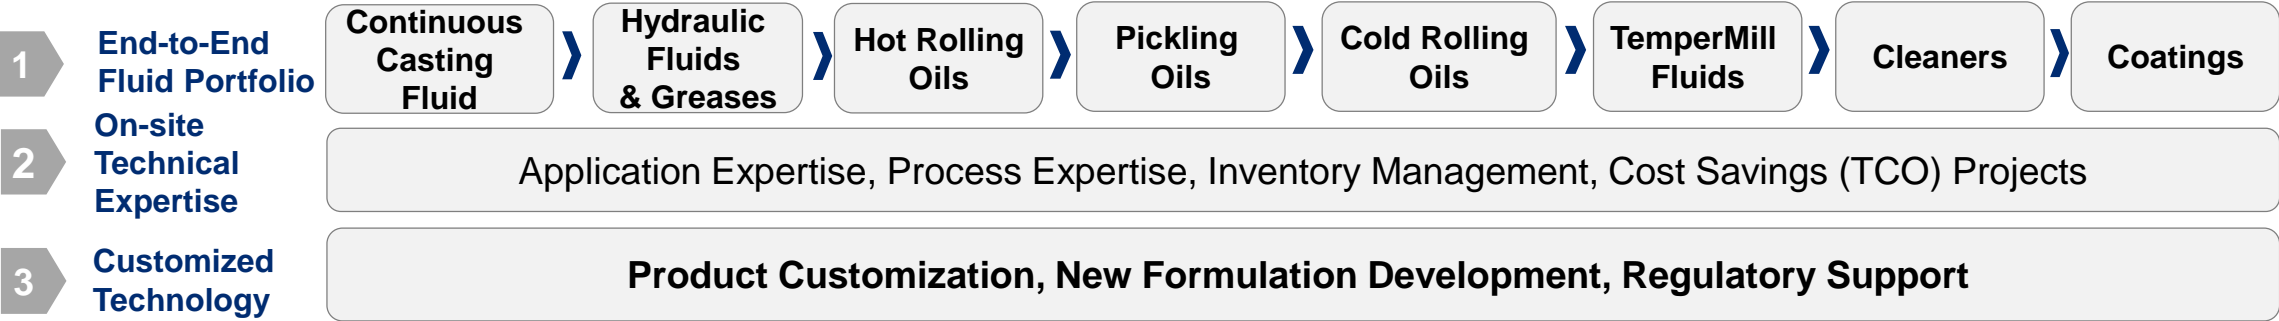 1
End-to-End
Fluid Portfolio
Continuous
Casting
Fluid
Hydraulic
Fluids
& Greases
Hot Rolling
Oils
Pickling
Oils
Cold Rolling
Oils
TemperMill
Fluids
Cleaners
Coatings
2
On-site
Technical
Expertise
Application Expertise, Process Expertise, Inventory Management, Cost Savings (TCO) Projects
3
Customized
Technology
Product Customization, New Formulation Development, Regulatory Support